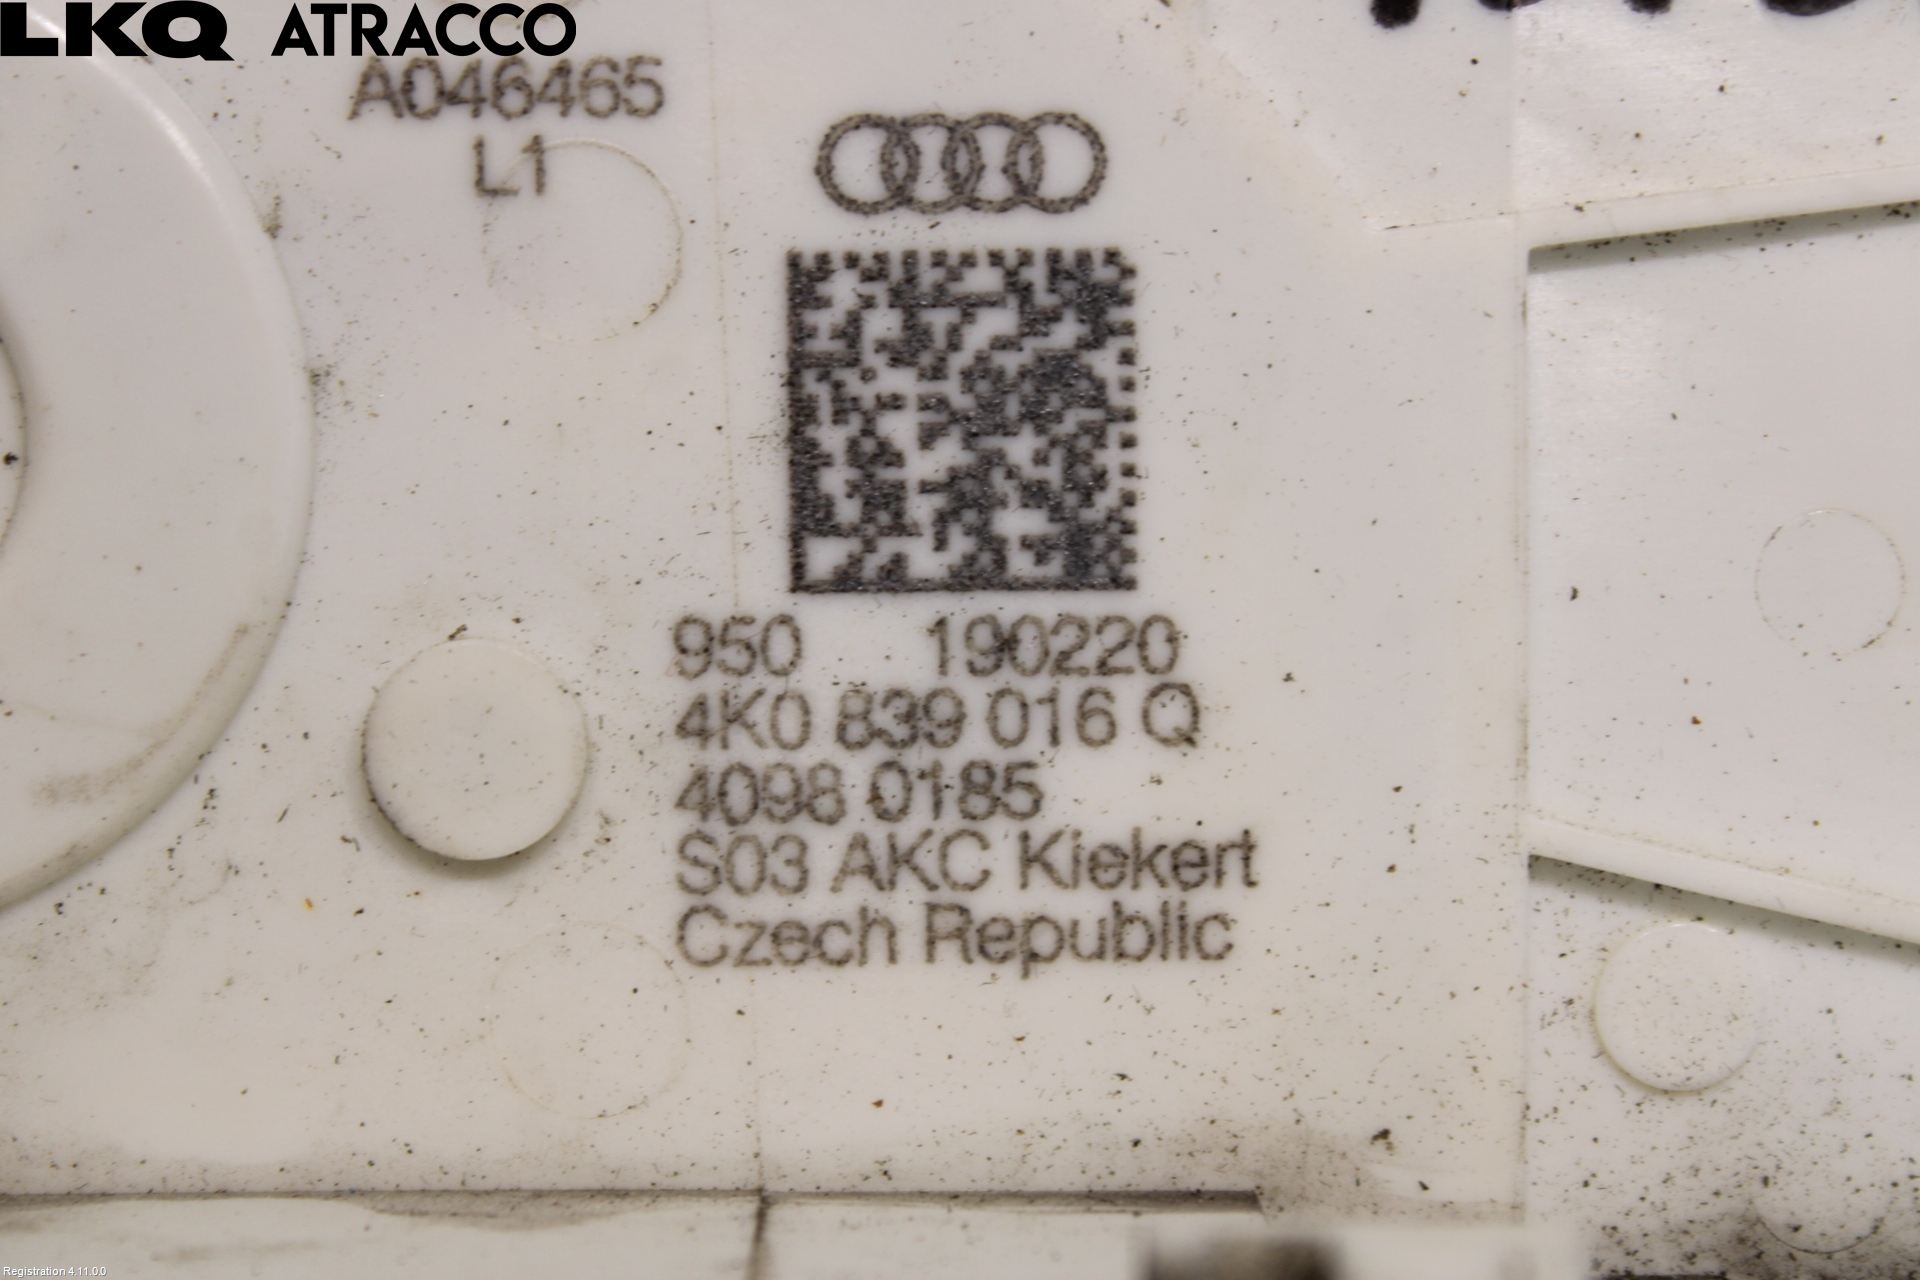 LKQ ATRACCO
A046465
L1
950 190220
4K0 839 016 Q
4098 0185
S03 AKC Kiekert
Czech Republic
Registration 4.11.0.0